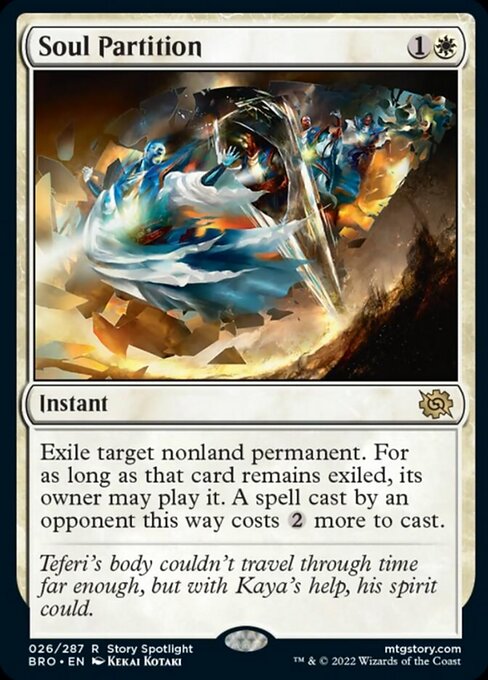 Soul Partition 1
Instant
Exile target nonland permanent. For
as long as that card remains exiled, its
owner may play it. A spell cast by an
opponent this way costs 2 more to cast.
Teferi's body couldn't travel through time
far enough, but with Kaya's help, his spirit
could.
026/287 R Story Spotlight
mtgstory.com
BRO • EN Kekai Kotaki
™ & © 2022 Wizards of the Coast